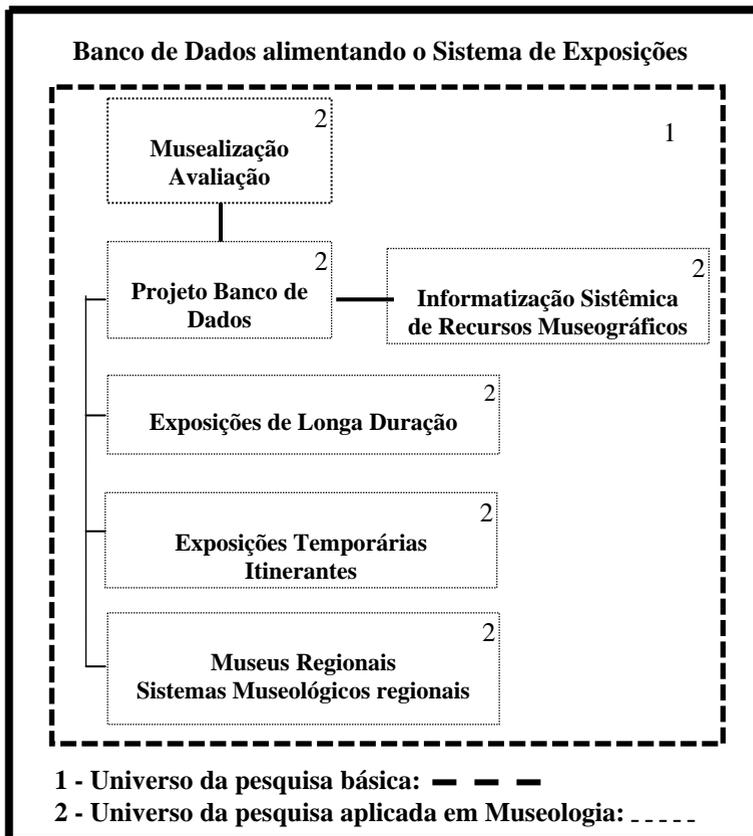 Banco de Dados alimentando o Sistema de Exposições
2
1
Musealização
Avaliação
2
Projeto Banco de
Dados
2
Informatização Sistêmica
de Recursos Museográficos
2
Exposições de Longa Duração
2
Exposições Temporárias
Itinerantes
2
Museus Regionais
Sistemas Museológicos regionais
1 - Universo da pesquisa básica:
2 - Universo da pesquisa aplicada em Museologia: _ _ _ _ _